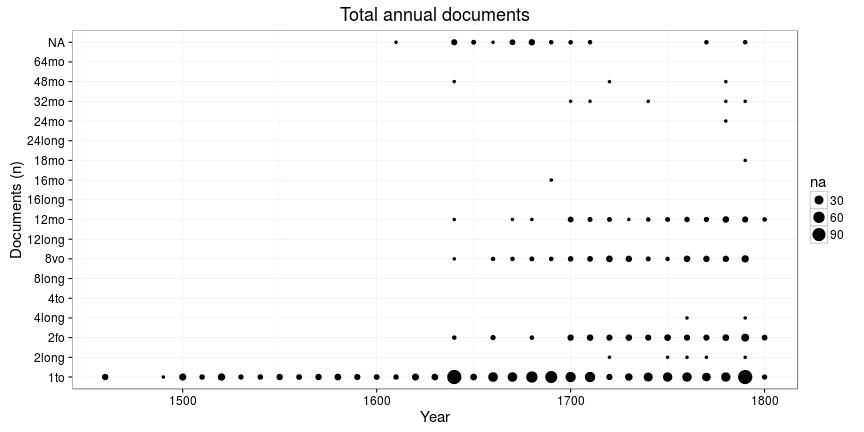 Total annual documents
Documents (n)
NA
64mo
48mo
32mo
24mo
24long
18mo
16mo
16long
12mo
12long
8vo
8long
4to
4long
2fo
2long
1to
1500 1600 1700 1800
Year
na
30
60
90